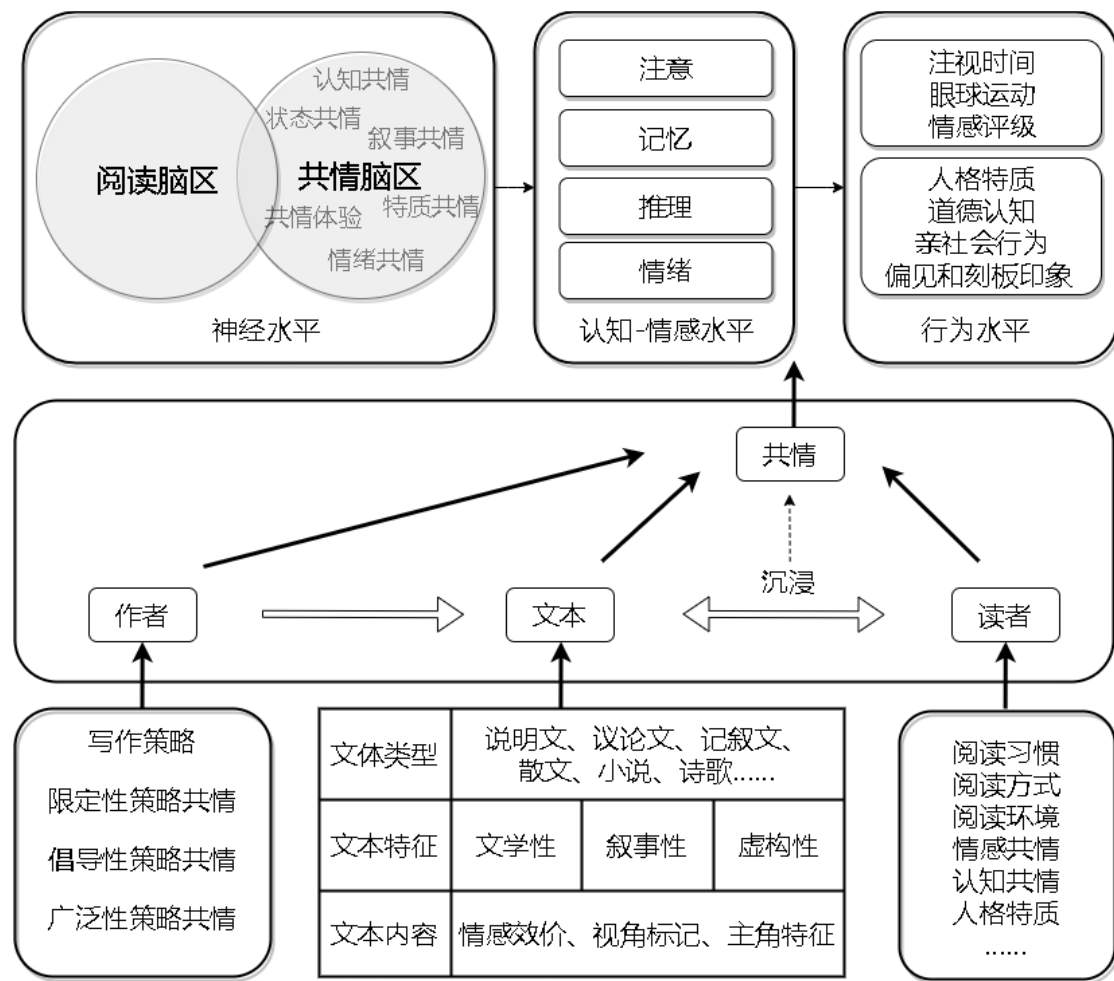 认知共情
状态共情
叙事共情
阅读脑区
共情脑区
特质共情
共情体验
情绪共情
神经水平
注意
记忆
推理
情绪
认知-情感水平
注视时间
眼球运动
情感评级
人格特质
道德认知
亲社会行为
偏见和刻板印象
行为水平
共情
沉浸
作者
文本
读者
写作策略
限定性策略共情
倡导性策略共情
广泛性策略共情
文体类型
说明文、议论文、记叙文、
散文、小说、诗歌......
文本特征
文学性
叙事性
虚构性
文本内容
情感效价、视角标记、主角特征
阅读习惯
阅读方式
阅读环境
情感共情
认知共情
人格特质
......